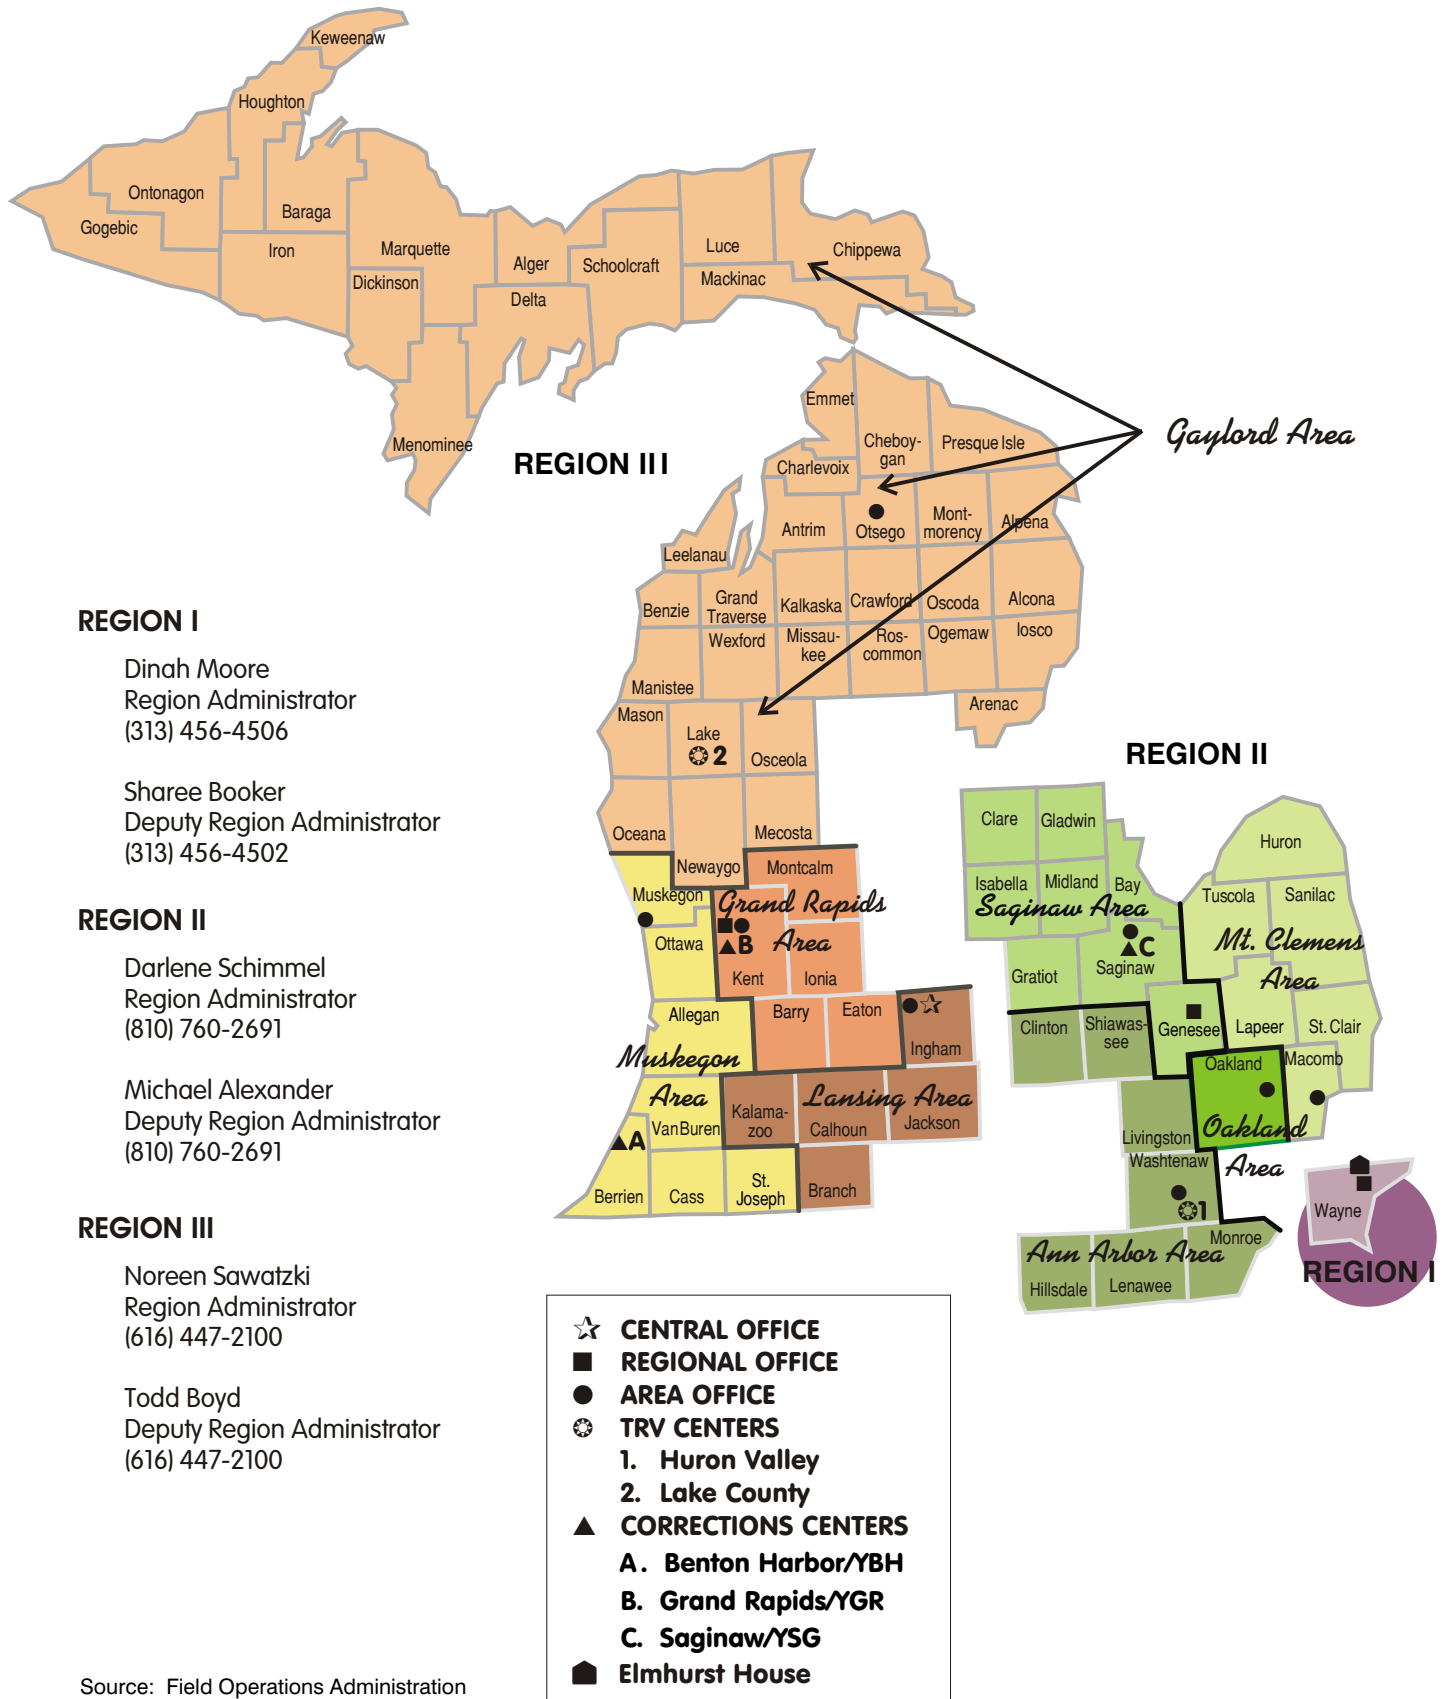 Keweenaw
Houghton
Ontonagon
Baraga
Gogebic
Iron
Marquette
Dickinson
Alger
Delta
Schoolcraft
Luce
Mackinac
Chippewa
Menominee
REGION III
Gaylord Area
Emmet
Cheboy-
gan
Presque Isle
Charlevoix
Antrim
Otsego
Mont-
morency
Alpena
Leelanau
Benzie
Grand
Traverse
Kalkaska
Crawford
Oscoda
Alcona
Wexford
Missau-
kee
Ros-
common
Ogemaw
Iosco
Manistee
Arenac
Mason
Lake
2
Osceola
Oceana
Newaygo
Mecosta
REGION I
Dinah Moore
Region Administrator
(313) 456-4506
Sharee Booker
Deputy Region Administrator
(313) 456-4502
REGION II
Darlene Schimmel
Region Administrator
(810) 760-2691
Michael Alexander
Deputy Region Administrator
(810) 760-2691
REGION III
Noreen Sawatzki
Region Administrator
(616) 447-2100
Todd Boyd
Deputy Region Administrator
(616) 447-2100
Muskegon
Montcalm
Grand Rapids
Area
B
Ottawa
Kent
Ionia
Allegan
Barry
Eaton
Ingham
Muskegon
Area
Van Buren
Kalama-
zoo
Lansing Area
Calhoun
Jackson
A
Berrien
Cass
St.
Joseph
Branch
REGION II
Clare
Gladwin
Huron
Isabella
Midland
Bay
Saginaw Area
Tuscola
Sanilac
C
Mt. Clemens
Area
Gratiot
Saginaw
Clinton
Shiawas-
see
Genesee
Lapeer
St. Clair
Oakland
Macomb
Livingston
Oakland
Area
Washtenaw
1
Wayne
Ann Arbor Area
Monroe
Hillsdale
Lenawee
REGION I
CENTRAL OFFICE
REGIONAL OFFICE
AREA OFFICE
TRV CENTERS
1. Huron Valley
2. Lake County
CORRECTIONS CENTERS
A. Benton Harbor/YBH
B. Grand Rapids/YGR
C. Saginaw/YSG
Elmhurst House
Source: Field Operations Administration